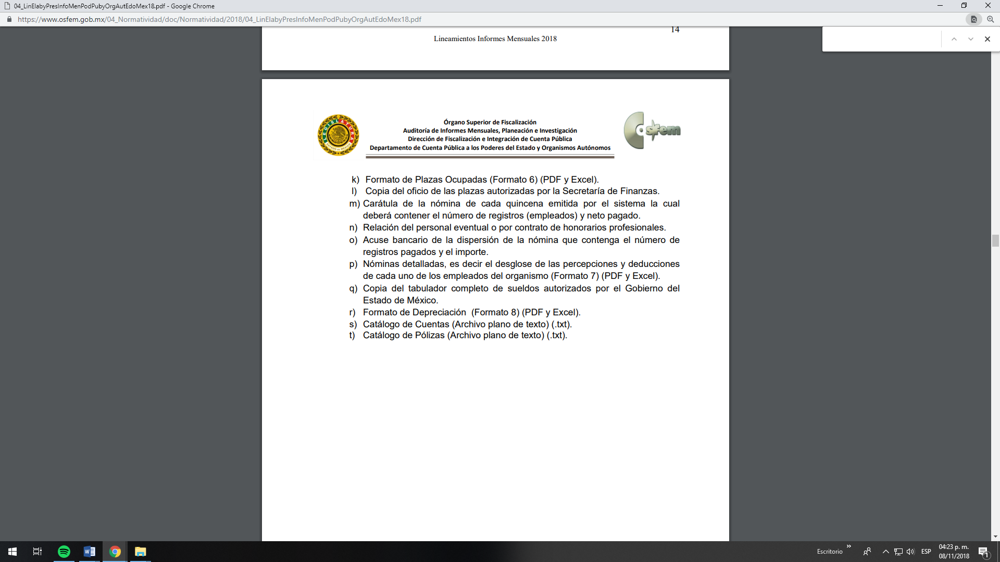 04_LinElabyPresInfoMenPodPubyOrgAutEdoMex18.pdf - Google Chrome
https://www.osfem.gob.mx/04_Normatividad/doc/Normatividad/2018/04_LinElabyPresInfoMenPodPubyOrgAutEdoMex18.pdf
14
Lineamientos Informes Mensuales 2018
LEGISLATURA
ESTADO DE MÉXICO
Órgano Superior de Fiscalización
Auditoría de Informes Mensuales, Planeación e Investigación
Dirección de Fiscalización e Integración de Cuenta Pública
Departamento de Cuenta Pública a los Poderes del Estado y Organismos Autónomos
Osfem
k) Formato de Plazas Ocupadas (Formato 6) (PDF y Excel).
l) Copia del oficio de las plazas autorizadas por la Secretaría de Finanzas.
m) Carátula de la nómina de cada quincena emitida por el sistema la cual
deberá contener el número de registros (empleados) y neto pagado.
n) Relación del personal eventual o por contrato de honorarios profesionales.
o) Acuse bancario de la dispersión de la nómina que contenga el número de
registros pagados y el importe.
p) Nóminas detalladas, es decir el desglose de las percepciones y deducciones
de cada uno de los empleados del organismo (Formato 7) (PDF y Excel).
q) Copia del tabulador completo de sueldos autorizados por el Gobierno del
Estado de México.
r) Formato de Depreciación (Formato 8) (PDF y Excel).
s) Catálogo de Cuentas (Archivo plano de texto) (.txt).
t) Catálogo de Pólizas (Archivo plano de texto) (.txt).
Escritorio
ESP
04:23 p. m.
08/11/2018
1